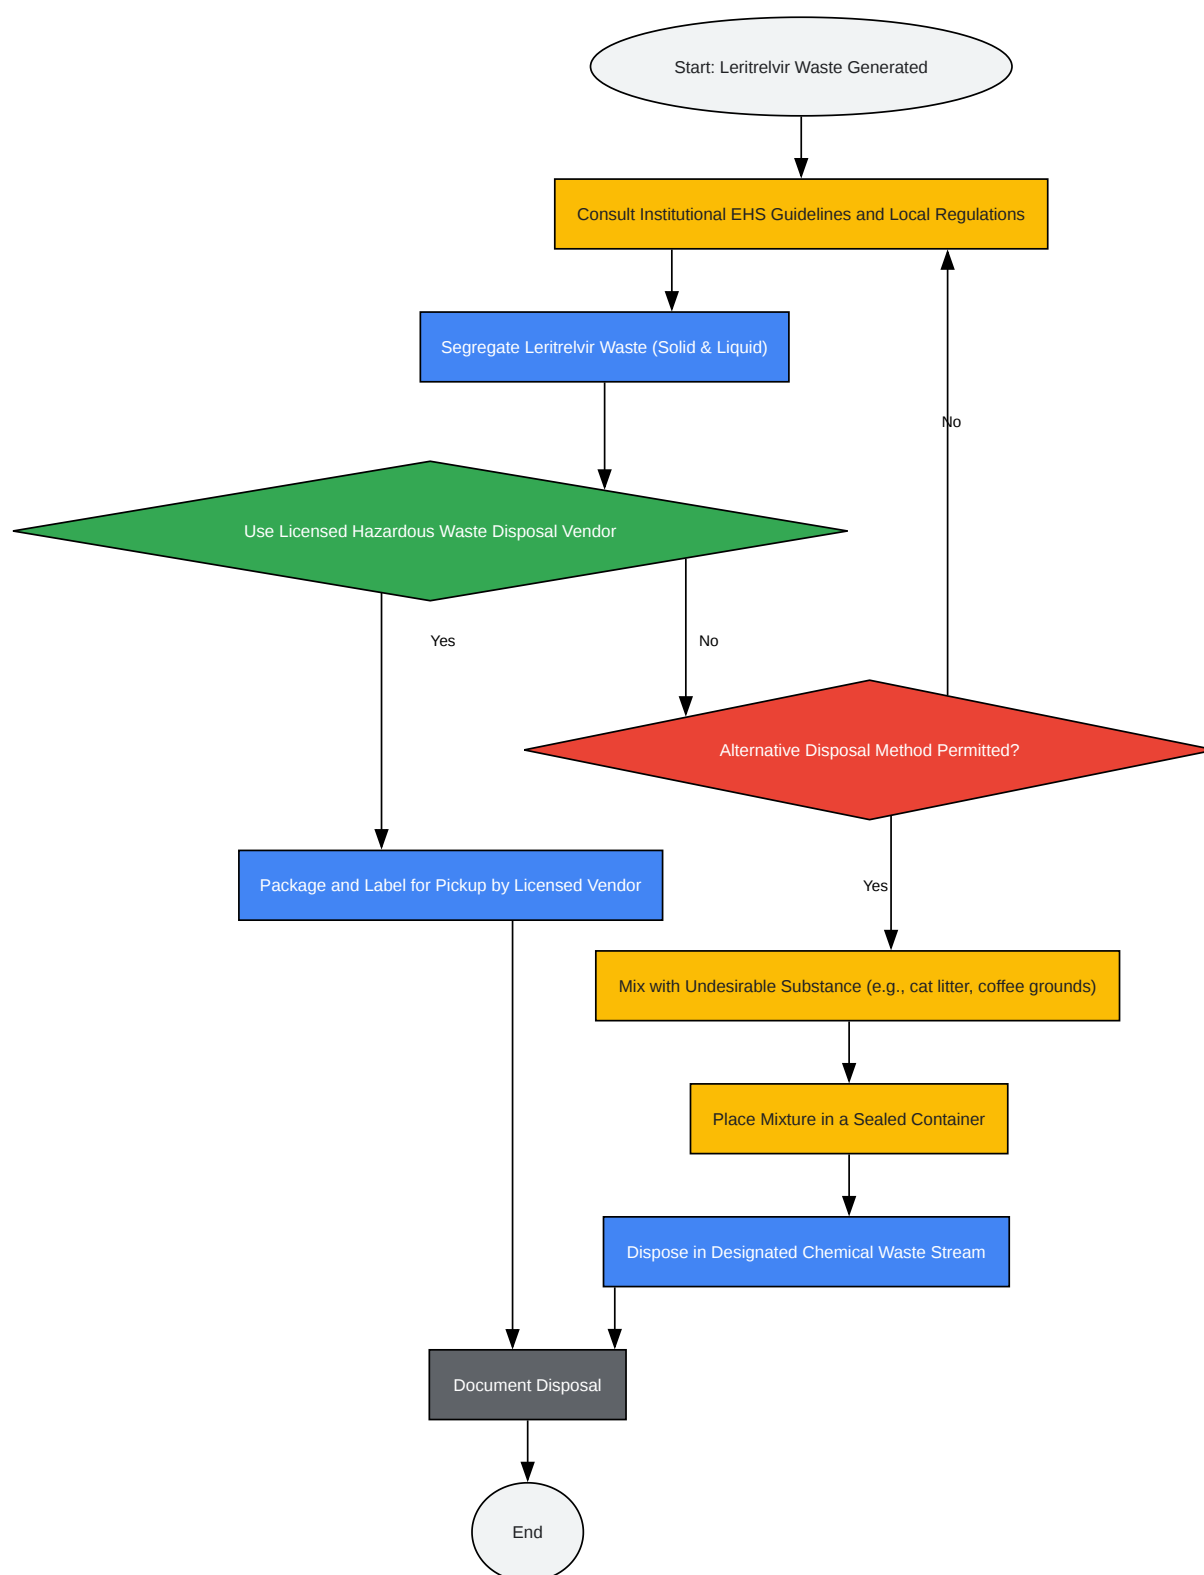 Start: Leritrelvir Waste Generated
Consult Institutional EHS Guidelines and Local Regulations
Segregate Leritrelvir Waste (Solid & Liquid)
No
Use Licensed Hazardous Waste Disposal Vendor
Yes
No
Alternative Disposal Method Permitted?
Package and Label for Pickup by Licensed Vendor
Yes
Mix with Undesirable Substance (e.g., cat litter, coffee grounds)
Place Mixture in a Sealed Container
Dispose in Designated Chemical Waste Stream
Document Disposal
End